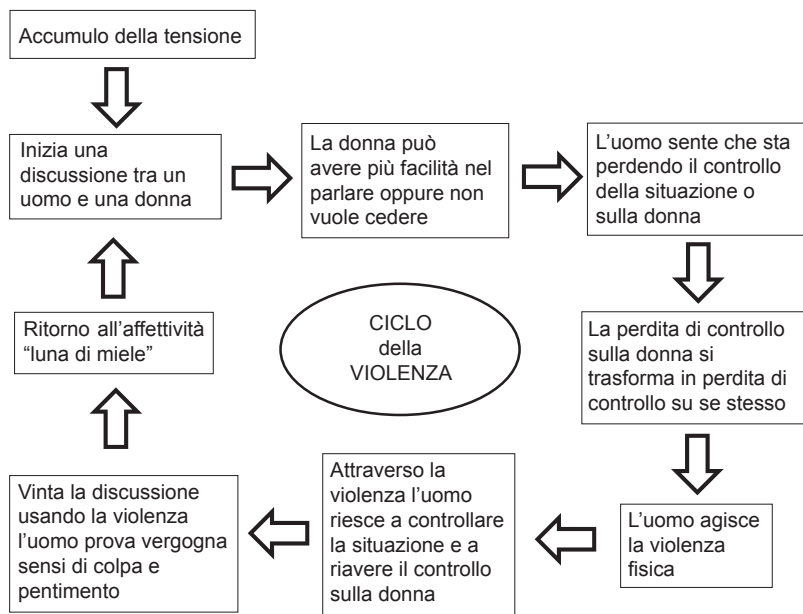 Accumulo della tensione
Inizia una
discussione tra un
uomo e una donna
La donna può
avere più facilità nel
parlare oppure non
vuole cedere
L'uomo sente che sta
perdendo il controllo
della situazione o
sulla donna
La perdita di controllo
sulla donna si
trasforma in perdita di
controllo su se stesso
L'uomo agisce
la violenza
fisica
Attraverso la
violenza l'uomo
riesce a controllare
la situazione e a
riavere il controllo
sulla donna
Vinta la discussione
usando la violenza
l'uomo prova vergogna
sensi di colpa e
pentimento
Ritorno all'affettività
“luna di miele”
CICLO
della
VIOLENZA